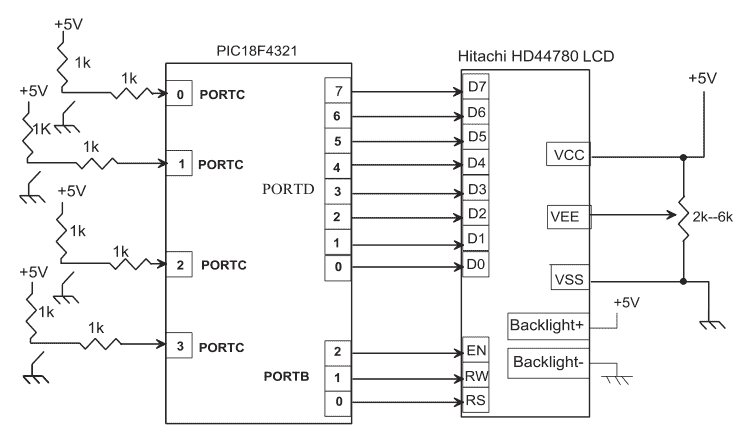 +5V
PIC18F4321
Hitachi HD44780 LCD
1k
1k
0 PORTC
+5V
1K
1k
1 PORTC
+5V
1k
1k
2 PORTC
+5V
1k
1k
3 PORTC
PORTD
7
6
5
4
3
2
1
0
PORTB
2
1
0
D7
D6
D5
D4
D3
D2
D1
D0
EN
RW
RS
VCC
VEE
VSS
Backlight+
Backlight-
+5V
2k--6k
+5V